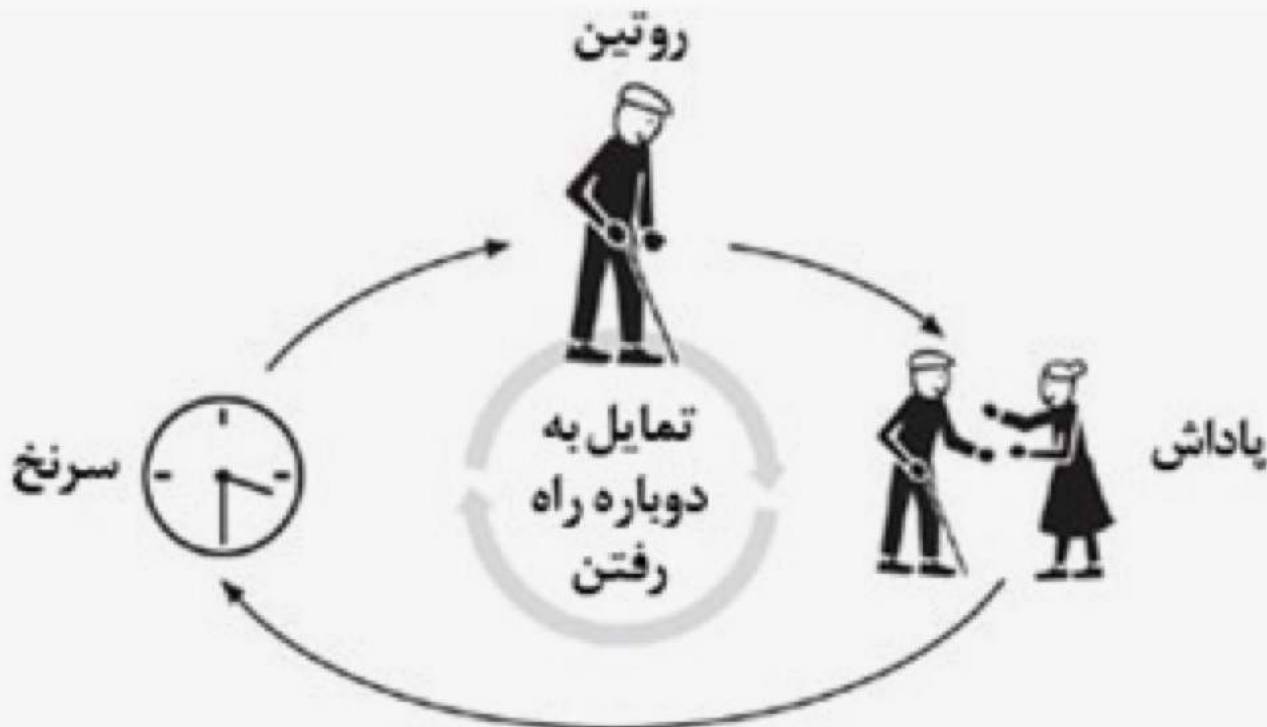 روتین
سرنخ
تمایل به
دوباره راه
رفتن
پاداش